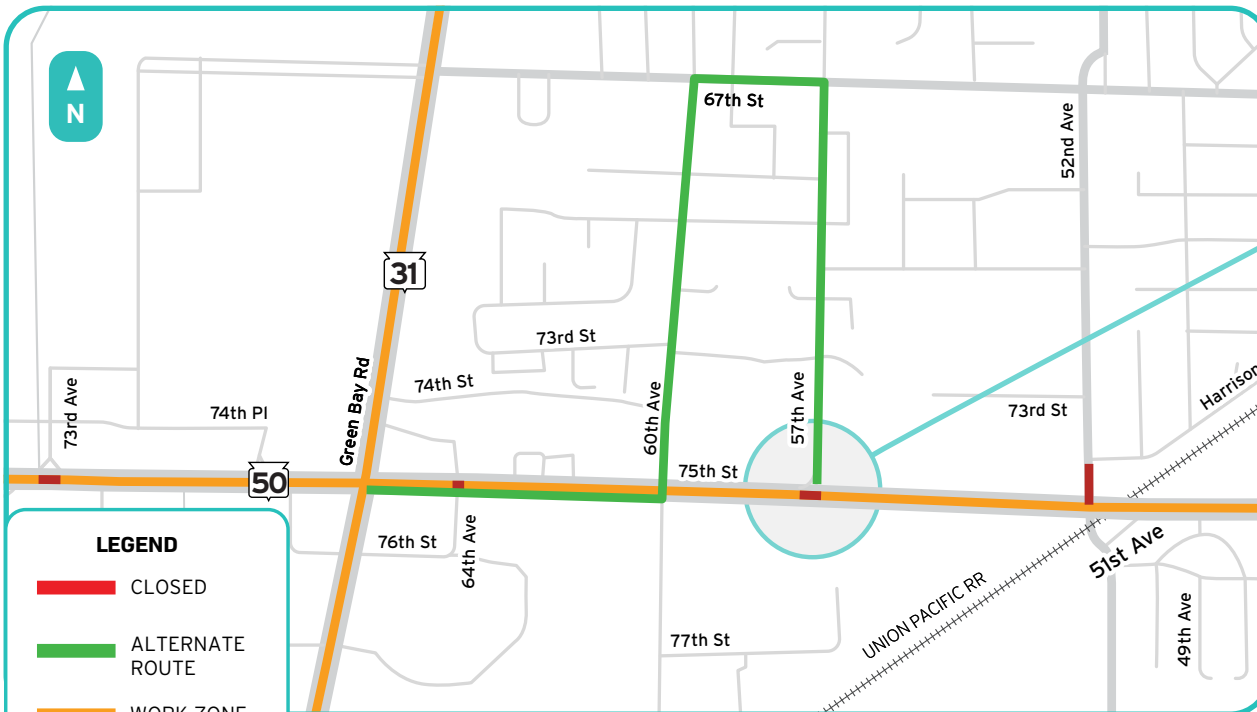 N
67th St
52nd Ave
31
73rd St
74th St
Green Bay Rd
73rd Ave
74th Pl
60th Ave
57th Ave
73rd St
Harrison
50
75th St
76th St
64th Ave
51st Ave
49th Ave
UNION PACIFIC RR
77th St
LEGEND
CLOSED
ALTERNATE
ROUTE
WORK ZONE